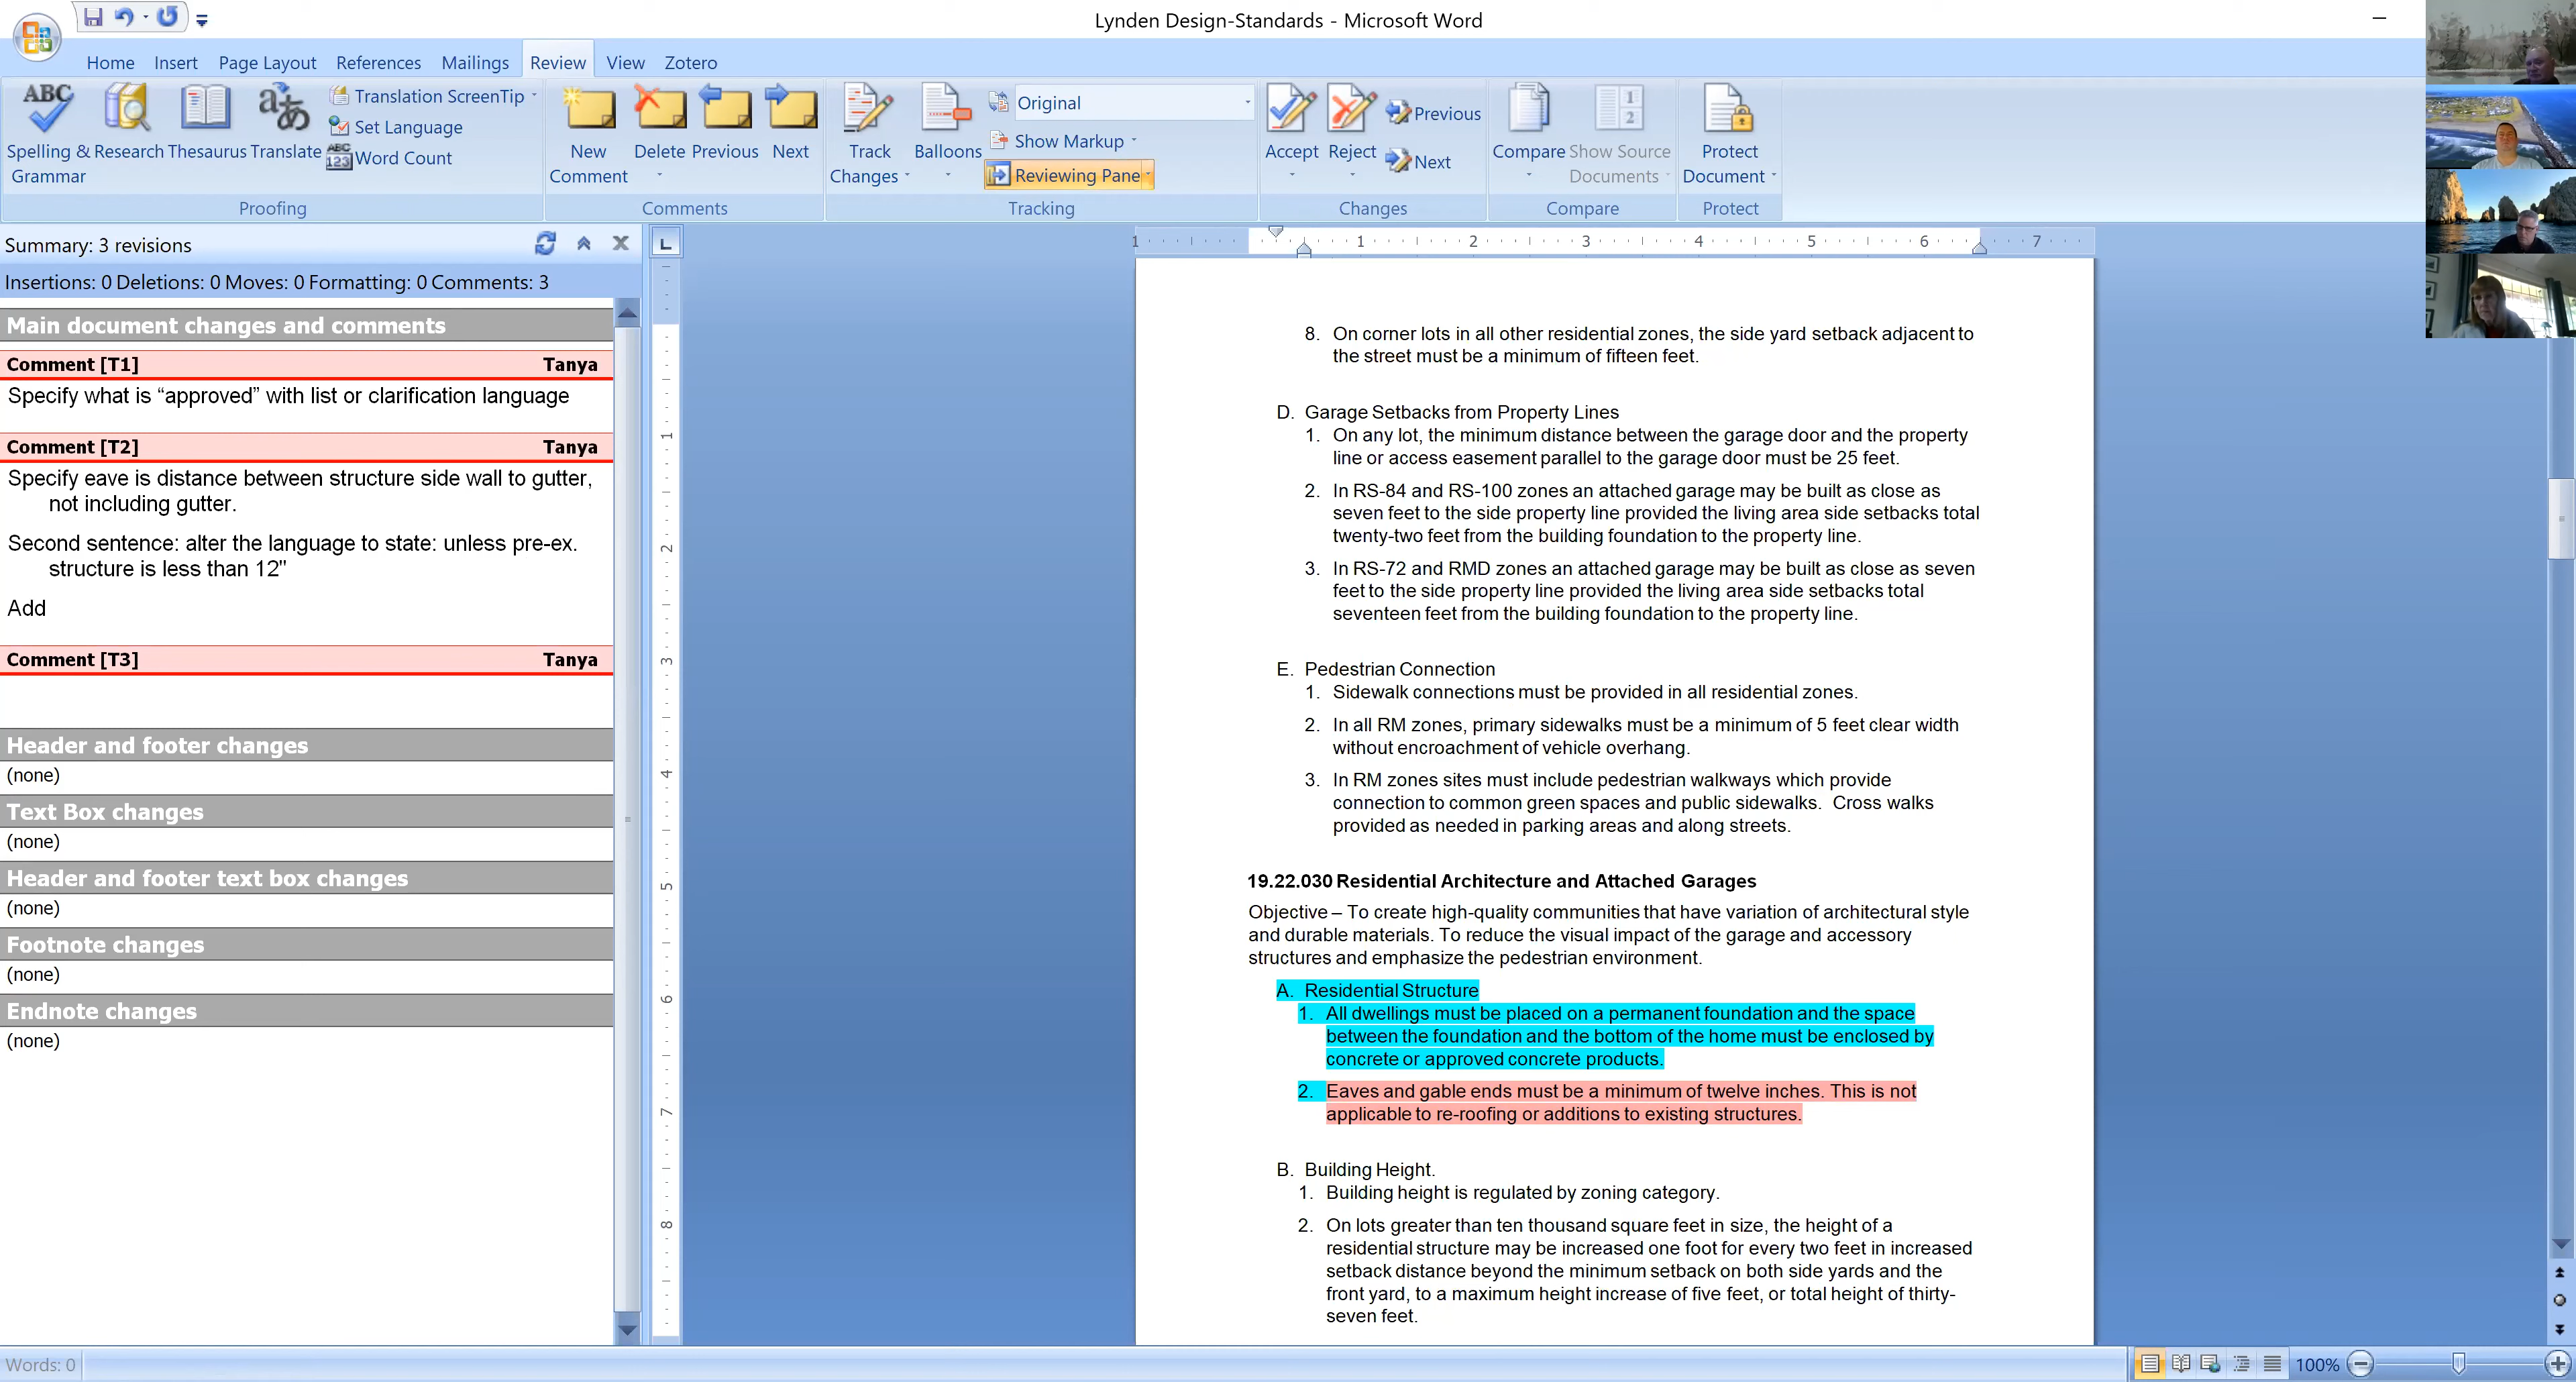 Lynden Design-Standards - Microsoft Word
Home Insert Page Layout References Mailings Review View Zotero
ABC
Spelling & Grammar
Research
Thesaurus
あ
Translate
Translation ScreenTip
Set Language
ABC
123
Word Count
New Comment
Delete
Previous
Next
Track Changes
Balloons
Original
Show Markup
Reviewing Pane
Accept
Reject
Previous
Next
Compare
1
2
Show Source Documents
Protect Document
Proofing Comments Tracking Changes Compare Protect
Summary: 3 revisions
Insertions: 0 Deletions: 0 Moves: 0 Formatting: 0 Comments: 3
Main document changes and comments
Comment [T1] Tanya
Specify what is “approved” with list or clarification language
Comment [T2] Tanya
Specify eave is distance between structure side wall to gutter,
not including gutter.
Second sentence: alter the language to state: unless pre-ex.
structure is less than 12"
Add
Comment [T3] Tanya
Header and footer changes
(none)
Text Box changes
(none)
Header and footer text box changes
(none)
Footnote changes
(none)
Endnote changes
(none)
L
1 1 2 3 4 5 6 7
1
2
3
4
5
6
7
8
8. On corner lots in all other residential zones, the side yard setback adjacent to
the street must be a minimum of fifteen feet.
D. Garage Setbacks from Property Lines
1. On any lot, the minimum distance between the garage door and the property
line or access easement parallel to the garage door must be 25 feet.
2. In RS-84 and RS-100 zones an attached garage may be built as close as
seven feet to the side property line provided the living area side setbacks total
twenty-two feet from the building foundation to the property line.
3. In RS-72 and RMD zones an attached garage may be built as close as seven
feet to the side property line provided the living area side setbacks total
seventeen feet from the building foundation to the property line.
E. Pedestrian Connection
1. Sidewalk connections must be provided in all residential zones.
2. In all RM zones, primary sidewalks must be a minimum of 5 feet clear width
without encroachment of vehicle overhang.
3. In RM zones sites must include pedestrian walkways which provide
connection to common green spaces and public sidewalks. Cross walks
provided as needed in parking areas and along streets.
19.22.030 Residential Architecture and Attached Garages
Objective – To create high-quality communities that have variation of architectural style
and durable materials. To reduce the visual impact of the garage and accessory
structures and emphasize the pedestrian environment.
A. Residential Structure
1. All dwellings must be placed on a permanent foundation and the space
between the foundation and the bottom of the home must be enclosed by
concrete or approved concrete products.
2. Eaves and gable ends must be a minimum of twelve inches. This is not
applicable to re-roofing or additions to existing structures.
B. Building Height.
1. Building height is regulated by zoning category.
2. On lots greater than ten thousand square feet in size, the height of a
residential structure may be increased one foot for every two feet in increased
setback distance beyond the minimum setback on both side yards and the
front yard, to a maximum height increase of five feet, or total height of thirty-
seven feet.
Words: 0
100%